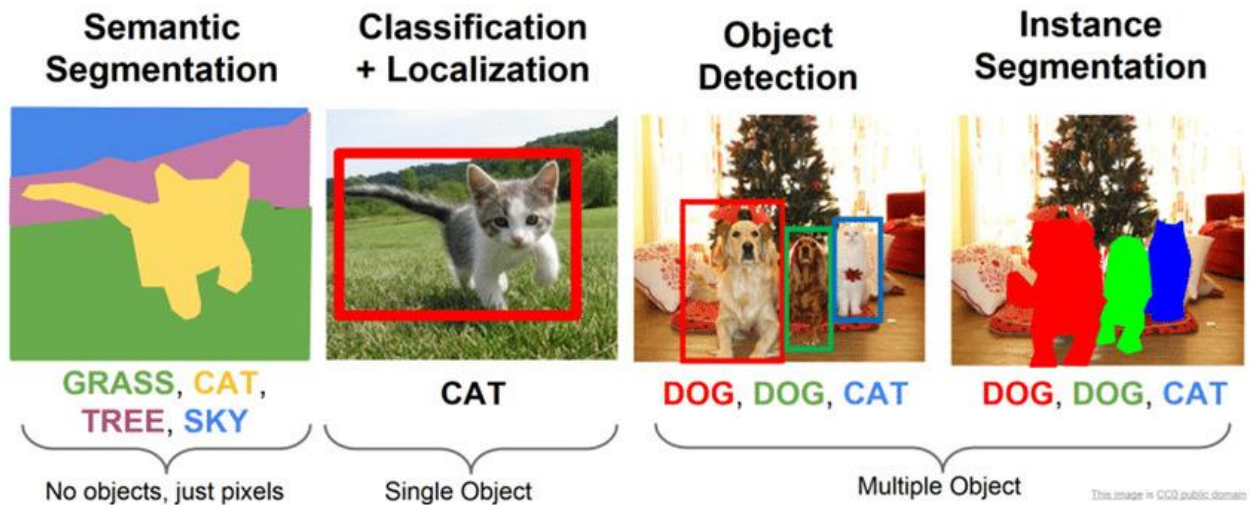 Semantic
Segmentation
Classification
+ Localization
Object
Detection
Instance
Segmentation
GRASS, CAT,
TREE, SKY
CAT
DOG, DOG, CAT
DOG, DOG, CAT
No objects, just pixels
Single Object
Multiple Object
This image is CC0 public domain